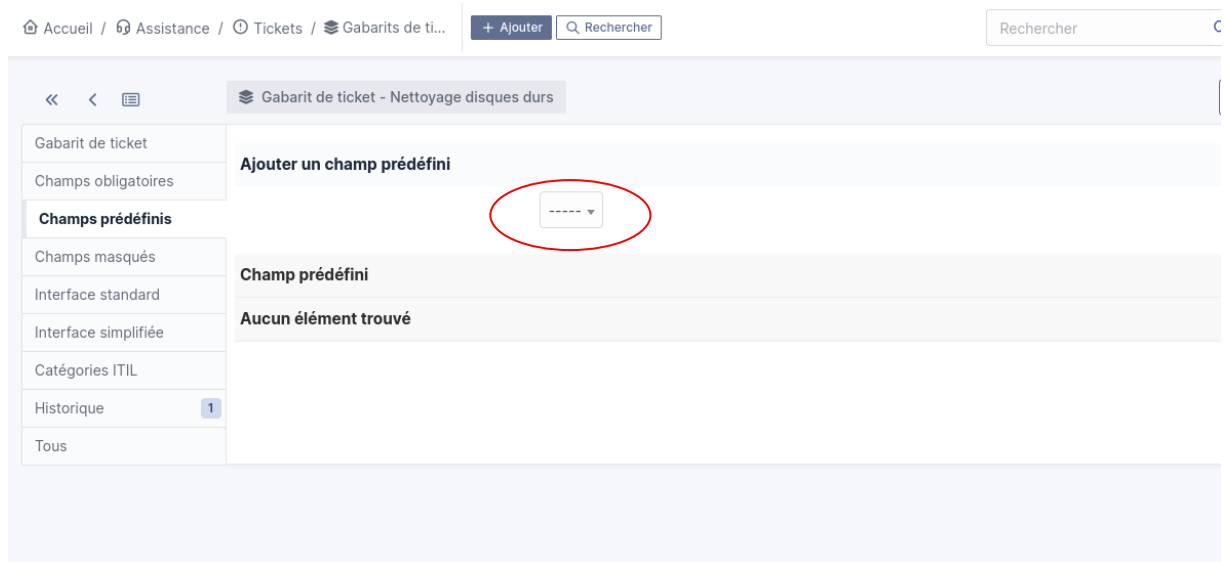 Accueil / Assistance / Tickets / Gabarits de ti... + Ajouter Rechercher Rechercher
Gabarit de ticket - Nettoyage disques durs
Gabarit de ticket
Champs obligatoires
Champs prédéfinis
Champs masqués
Interface standard
Interface simplifiée
Catégories ITIL
Historique 1
Tous
Ajouter un champ prédéfini
-----
Champ prédéfini
Aucun élément trouvé